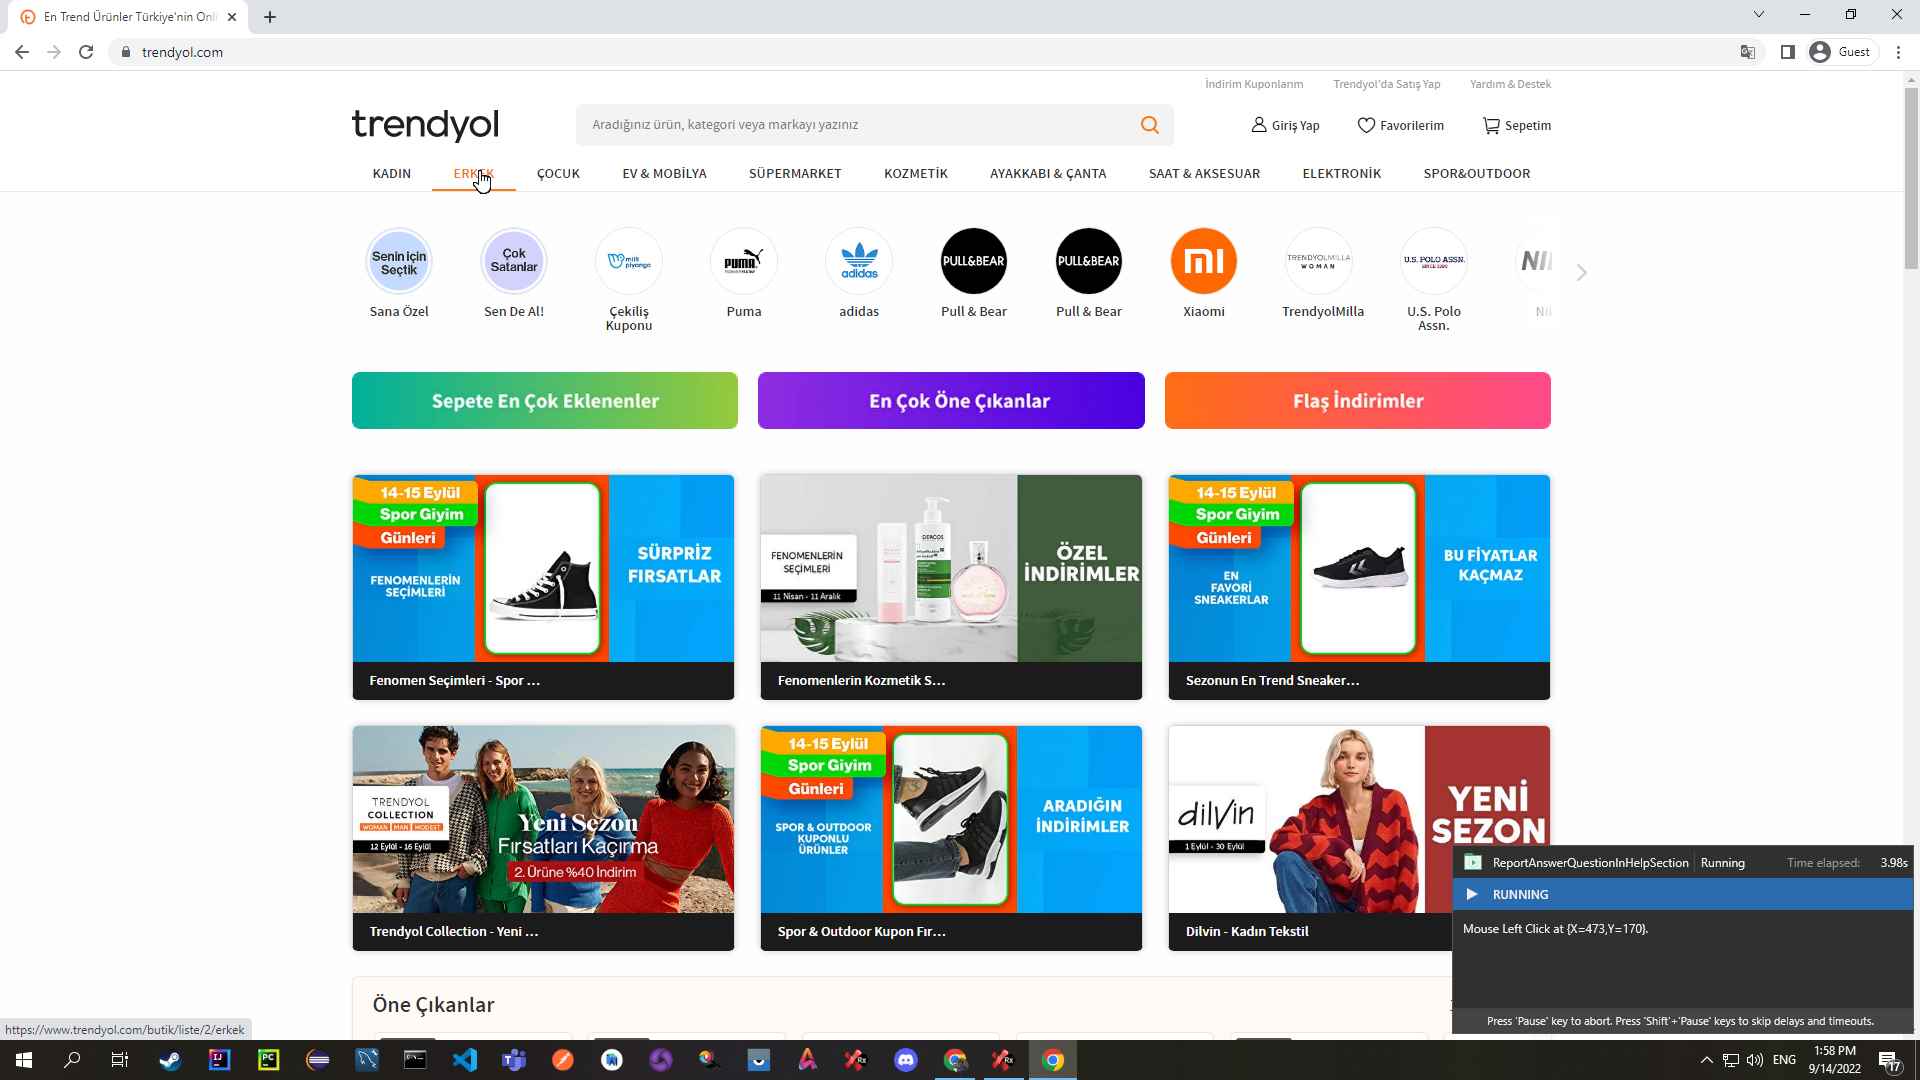 En Trend Ürünler Türkiye'nin Onli
trendyol.com
Guest
İndirim Kuponlarım
Trendyol'da Satış Yap
Yardım & Destek
trendyol
Aradığınız ürün, kategori veya markayı yazınız
Giriş Yap
Favorilerim
Sepetim
KADIN
ERKEK
ÇOCUK
EV & MOBİLYA
SÜPERMARKET
KOZMETİK
AYAKKABI & ÇANTA
SAAT & AKSESUAR
ELEKTRONİK
SPOR&OUTDOOR
Senin için
Seçtik
Çok
Satanlar
milli
piyango
PUMA
adidas
PULL&BEAR
PULL&BEAR
mi
TRENDYOLMILLA
WOMAN
U.S. POLO ASSN.
SINCE 1890
Sana Özel
Sen De Al!
Çekiliş
Kuponu
Puma
adidas
Pull & Bear
Pull & Bear
Xiaomi
TrendyolMilla
U.S. Polo
Assn.
Sepete En Çok Eklenenler
En Çok Öne Çıkanlar
Flaş İndirimler
14-15 Eylül
Spor Giyim
Günleri
FENOMENLERİN
SEÇİMLERİ
SÜRPRİZ
FIRSATLAR
Fenomen Seçimleri - Spor ...
FENOMENLERİN
SEÇİMLERİ
11 Nisan - 11 Aralık
DERCOS
ÖZEL
İNDİRİMLER
Fenomenlerin Kozmetik S...
14-15 Eylül
Spor Giyim
Günleri
EN
FAVORİ
SNEAKERLAR
BU FİYATLAR
KAÇMAZ
Sezonun En Trend Sneaker...
TRENDYOL
COLLECTION
WOMAN | MAN | MODEST
12 Eylül - 16 Eylül
Yeni Sezon
Fırsatları Kaçırma
2. Ürüne %40 İndirim
Trendyol Collection - Yeni ...
14-15 Eylül
Spor Giyim
Günleri
SPOR & OUTDOOR
KUPONLU
ÜRÜNLER
ARADIĞIN
İNDİRİMLER
Spor & Outdoor Kupon Fır...
dilvin
1 Eylül - 30 Eylül
YENİ
SEZON
Dilvin - Kadın Tekstil
ReportAnswerQuestionInHelpSection
Running
Time elapsed:
3.98s
RUNNING
Mouse Left Click at {X=473,Y=170}.
Press 'Pause' key to abort. Press 'Shift'+'Pause' keys to skip delays and timeouts.
Öne Çıkanlar
https://www.trendyol.com/butik/liste/2/erkek
ENG
1:58 PM
9/14/2022
17